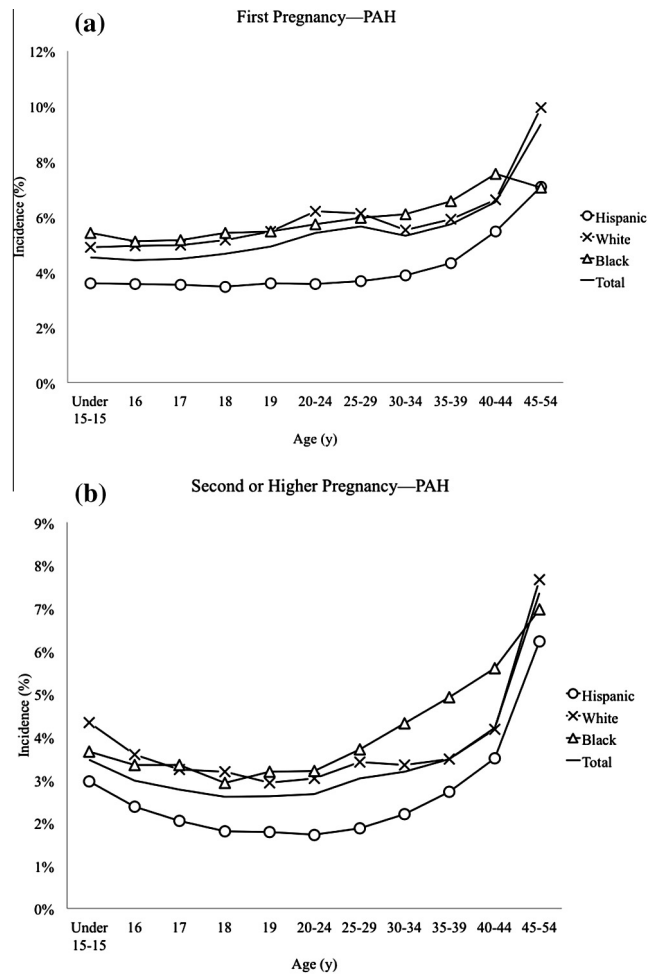 (a)
First Pregnancy—PAH
12%
10%
8%
6%
4%
2%
0%
Incidence (%)
Under 16 17 18 19 20-24 25-29 30-34 35-39 40-44 45-54
15-15
Age (y)
Hispanic
White
Black
Total
(b)
Second or Higher Pregnancy—PAH
9%
8%
7%
6%
5%
4%
3%
2%
1%
0%
Incidence (%)
Under 16 17 18 19 20-24 25-29 30-34 35-39 40-44 45-54
15-15
Age (y)
Hispanic
White
Black
Total